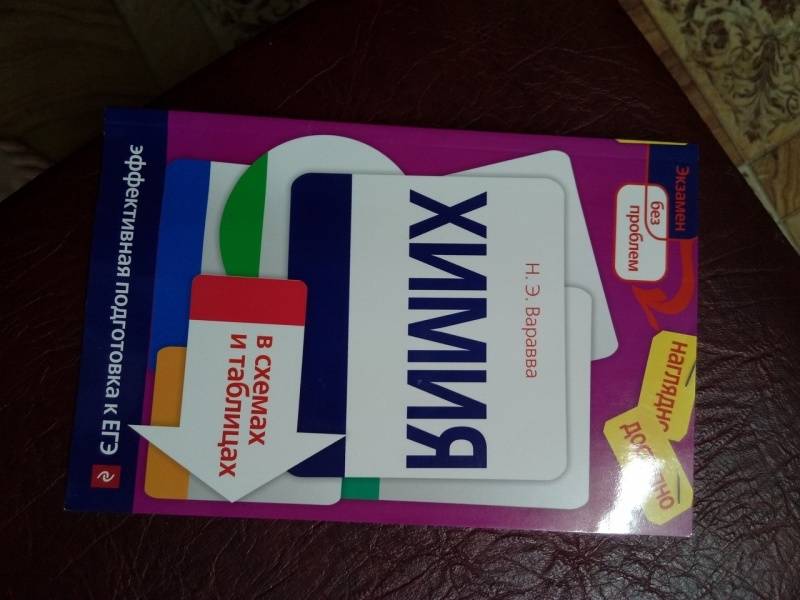 Экзамен
без
проблем
наглядно
доступно
Н. Э. Варавва
ХИМИЯ
в схемах
и таблицах
эффективная подготовка к ЕГЭ